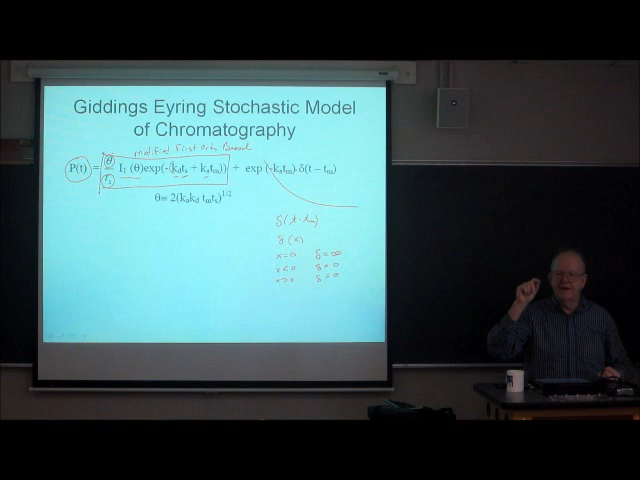 Giddings Eyring Stochastic Model
of Chromatography
modified First Order Bessel
P(t) = θ/t_s I₁ (θ)exp(-(k_d t_s + k_a t_m)) + exp (-k_a t_m)·δ(t − t_m)
θ= 2(k_a k_d t_m t_s)^1/2
δ(t-t_m)
δ(x)
x=0 δ=∞
x<0 δ=0
x>0 δ=0